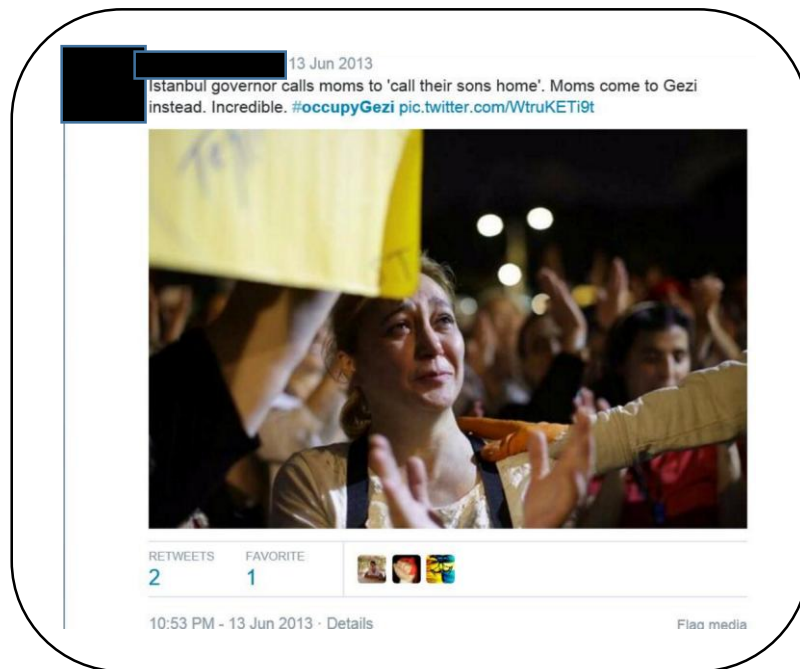 13 Jun 2013
Istanbul governor calls moms to 'call their sons home'. Moms come to Gezi
instead. Incredible. #occupyGezi pic.twitter.com/WtruKETi9t
RETWEETS FAVORITE
2 1
10:53 PM - 13 Jun 2013 · Details Flag media